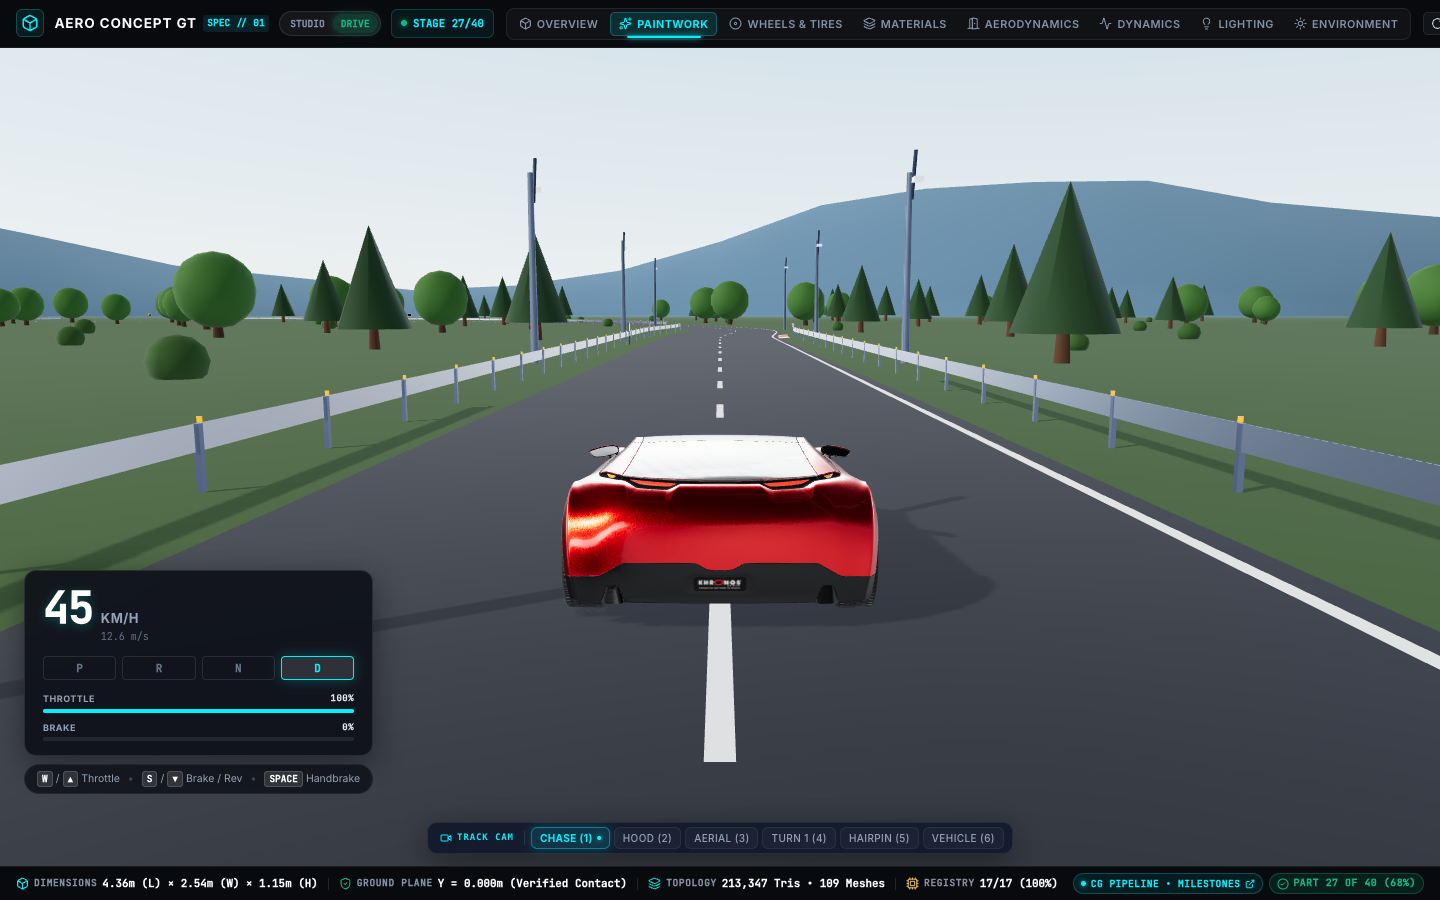 AERO CONCEPT GT SPEC // 01 STUDIO DRIVE STAGE 27/40 OVERVIEW PAINTWORK WHEELS & TIRES MATERIALS AERODYNAMICS DYNAMICS LIGHTING ENVIRONMENT
KHRONOS
45 KM/H
12.6 m/s
P R N D
THROTTLE 100%
BRAKE 0%
W / ▲ Throttle • S / ▼ Brake / Rev • SPACE Handbrake
TRACK CAM CHASE (1) HOOD (2) AERIAL (3) TURN 1 (4) HAIRPIN (5) VEHICLE (6)
DIMENSIONS 4.36m (L) × 2.54m (W) × 1.15m (H) GROUND PLANE Y = 0.000m (Verified Contact) TOPOLOGY 213,347 Tris • 109 Meshes REGISTRY 17/17 (100%) CG PIPELINE • MILESTONES PART 27 OF 40 (68%)